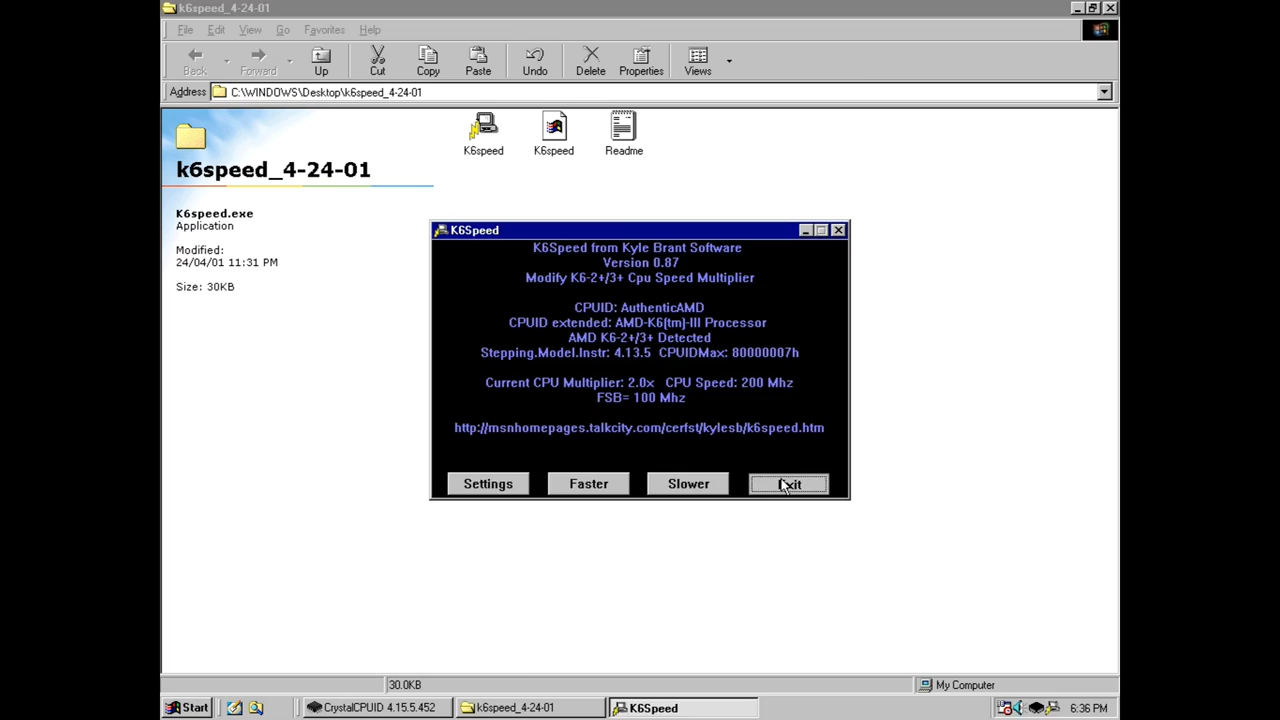 k6speed_4-24-01
File Edit View Go Favorites Help
Back Forward Up Cut Copy Paste Undo Delete Properties Views
Address C:\WINDOWS\Desktop\k6speed_4-24-01
K6speed K6speed Readme
k6speed_4-24-01
K6speed.exe
Application
Modified:
24/04/01 11:31 PM
Size: 30KB
K6Speed
K6Speed from Kyle Brant Software
Version 0.87
Modify K6-2+/3+ Cpu Speed Multiplier
CPUID: AuthenticAMD
CPUID extended: AMD-K6(tm)-III Processor
AMD K6-2+/3+ Detected
Stepping.Model.Instr: 4.13.5 CPUIDMax: 80000007h
Current CPU Multiplier: 2.0x CPU Speed: 200 Mhz
FSB= 100 Mhz
http://msnhomepages.talkcity.com/cerfst/kylesb/k6speed.htm
Settings Faster Slower Exit
30.0KB My Computer
Start CrystalCPUID 4.15.5.452 k6speed_4-24-01 K6Speed 6:36 PM